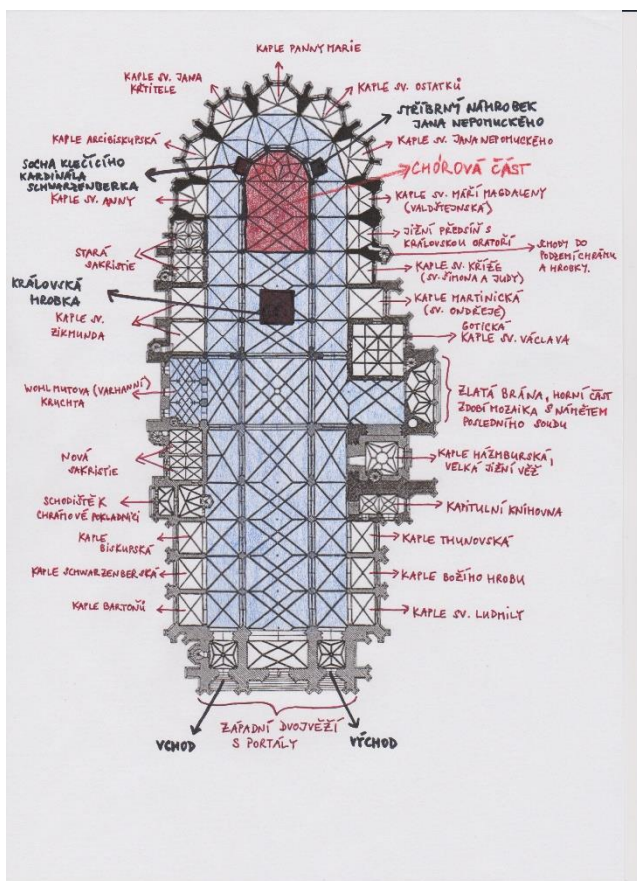 KAPLE PANNY MARIE
KAPLE SV. JANA
KŘTITELE
KAPLE SV. OSTATKŮ
STŘÍBRNÝ NÁHROBEK
JANA NEPOMUCKÉHO
KAPLE ARCIBISKUPSKÁ
KAPLE SV. JANA NEPOMUCKÉHO
SOCHA KLEČÍCÍHO
KARDINÁLA
SCHWARZENBERKA
CHÓROVÁ ČÁST
KAPLE SV. ANNY
KAPLE SV. MÁŘÍ MAGDALENY
(VALDŠTEJNSKÁ)
JIŽNÍ PŘEDSÍŇ S
KRÁLOVSKOU ORATOŘÍ
STARÁ
SAKRISTIE
SCHODY DO
PODZEMÍ CHRÁMU
A HROBKY.
KAPLE SV. KŘÍŽE
(SV. ŠIMONA A JUDY)
KRÁLOVSKÁ
HROBKA
KAPLE MARTINICKÁ
(SV. ONDŘEJE)
KAPLE SV.
ZIKMUNDA
GOTICKÁ
KAPLE SV. VÁCLAVA
WOHLMUTOVA (VARHANNÍ)
KRUCHTA
ZLATÁ BRÁNA, HORNÍ ČÁST
ZDOBÍ MOZAIKA S NÁMĚTEM
POSLEDNÍHO SOUDU
NOVÁ
SAKRISTIE
KAPLE HÁZMBURSKÁ,
VELKÁ JIŽNÍ VĚŽ
SCHODIŠTĚ K
CHRÁMOVÉ POKLADNICI
KAPITULNÍ KNIHOVNA
KAPLE
BISKUPSKÁ
KAPLE THUNOVSKÁ
KAPLE SCHWARZENBERSKÁ
KAPLE BOŽÍHO HROBU
KAPLE BARTOŇŮ
KAPLE SV. LUDMILY
VCHOD
ZÁPADNÍ DVOJVĚŽÍ
S PORTÁLY
VÝCHOD